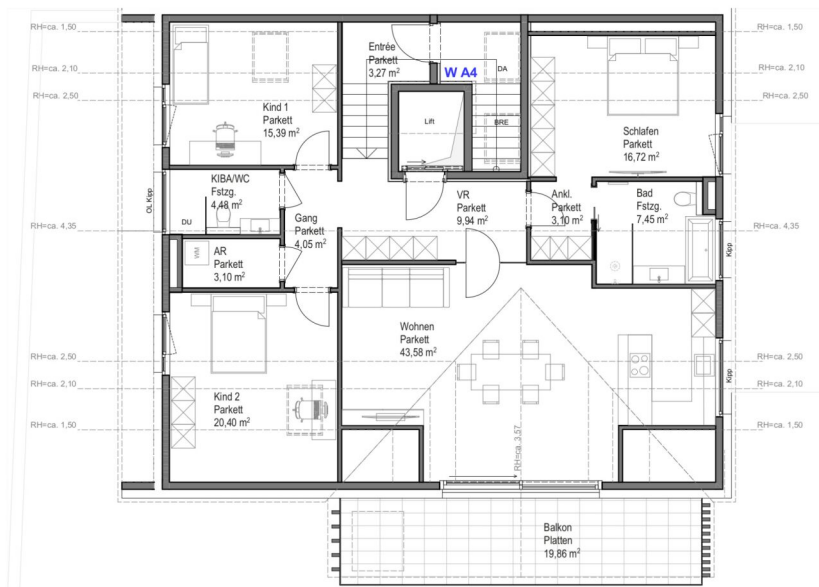 RH=ca. 1,50
RH=ca. 1,50
Entrée
Parkett
3,27 m²
W A4
DA
RH=ca. 2,10
RH=ca. 2,10
RH=ca. 2,50
RH=ca. 2,50
Kind 1
Parkett
15,39 m²
Lift
BRE
Schlafen
Parkett
16,72 m²
KIBA/WC
Fstzg.
4,48 m²
DU
OL Kipp
VR
Parkett
9,94 m²
Ankl.
Parkett
3,10 m²
Bad
Fstzg.
7,45 m²
Gang
Parkett
4,05 m²
RH=ca. 4,35
RH=ca. 4,35
Kipp
AR
Parkett
3,10 m²
WM
Wohnen
Parkett
43,58 m²
RH=ca. 2,50
RH=ca. 2,50
Kipp
RH=ca. 2,10
RH=ca. 2,10
Kind 2
Parkett
20,40 m²
RH=ca. 1,50
RH=ca. 1,50
RH=ca. 3,57
Balkon
Platten
19,86 m²